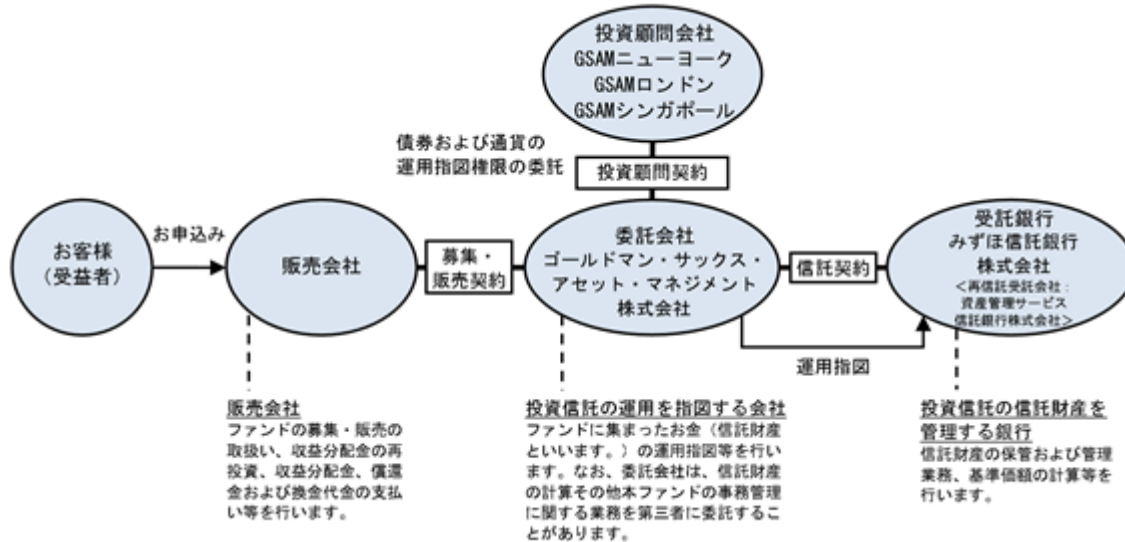 投資顧問会社
GSAMニューヨーク
GSAMロンドン
GSAMシンガポール
債券および通貨の
運用指図権限の委託
投資顧問契約
お客様
(受益者)
お申込み
販売会社
募集・
販売契約
委託会社
ゴールドマン・サックス・
アセット・マネジメント
株式会社
信託契約
受託銀行
みずほ信託銀行
株式会社
<再信託受託会社:
資産管理サービス
信託銀行株式会社>
運用指図
販売会社
ファンドの募集・販売の
取扱い、収益分配金の再
投資、収益分配金、償還
金および換金代金の支払
い等を行います。
投資信託の運用を指図する会社
ファンドに集まったお金(信託財産
といいます。)の運用指図等を行い
ます。なお、委託会社は、信託財産
の計算その他本ファンドの事務管理
に関する業務を第三者に委託するこ
とがあります。
投資信託の信託財産を
管理する銀行
信託財産の保管および管理
業務、基準価額の計算等を
行います。